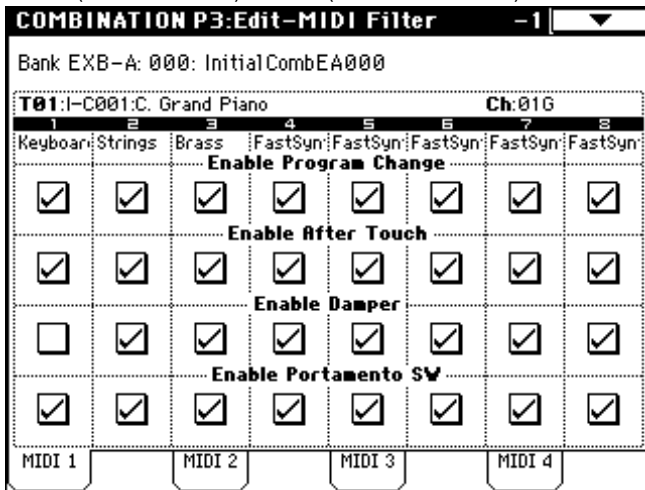 COMBINATION P3:Edit-MIDI Filter -1
Bank EXB-A: 000: InitialCombEA000
T01:I-C001:C. Grand Piano Ch:01G
1 2 3 4 5 6 7 8
Keyboar Strings Brass FastSyn FastSyn FastSyn FastSyn FastSyn
Enable Program Change
Enable After Touch
Enable Damper
Enable Portamento SW
MIDI 1 MIDI 2 MIDI 3 MIDI 4